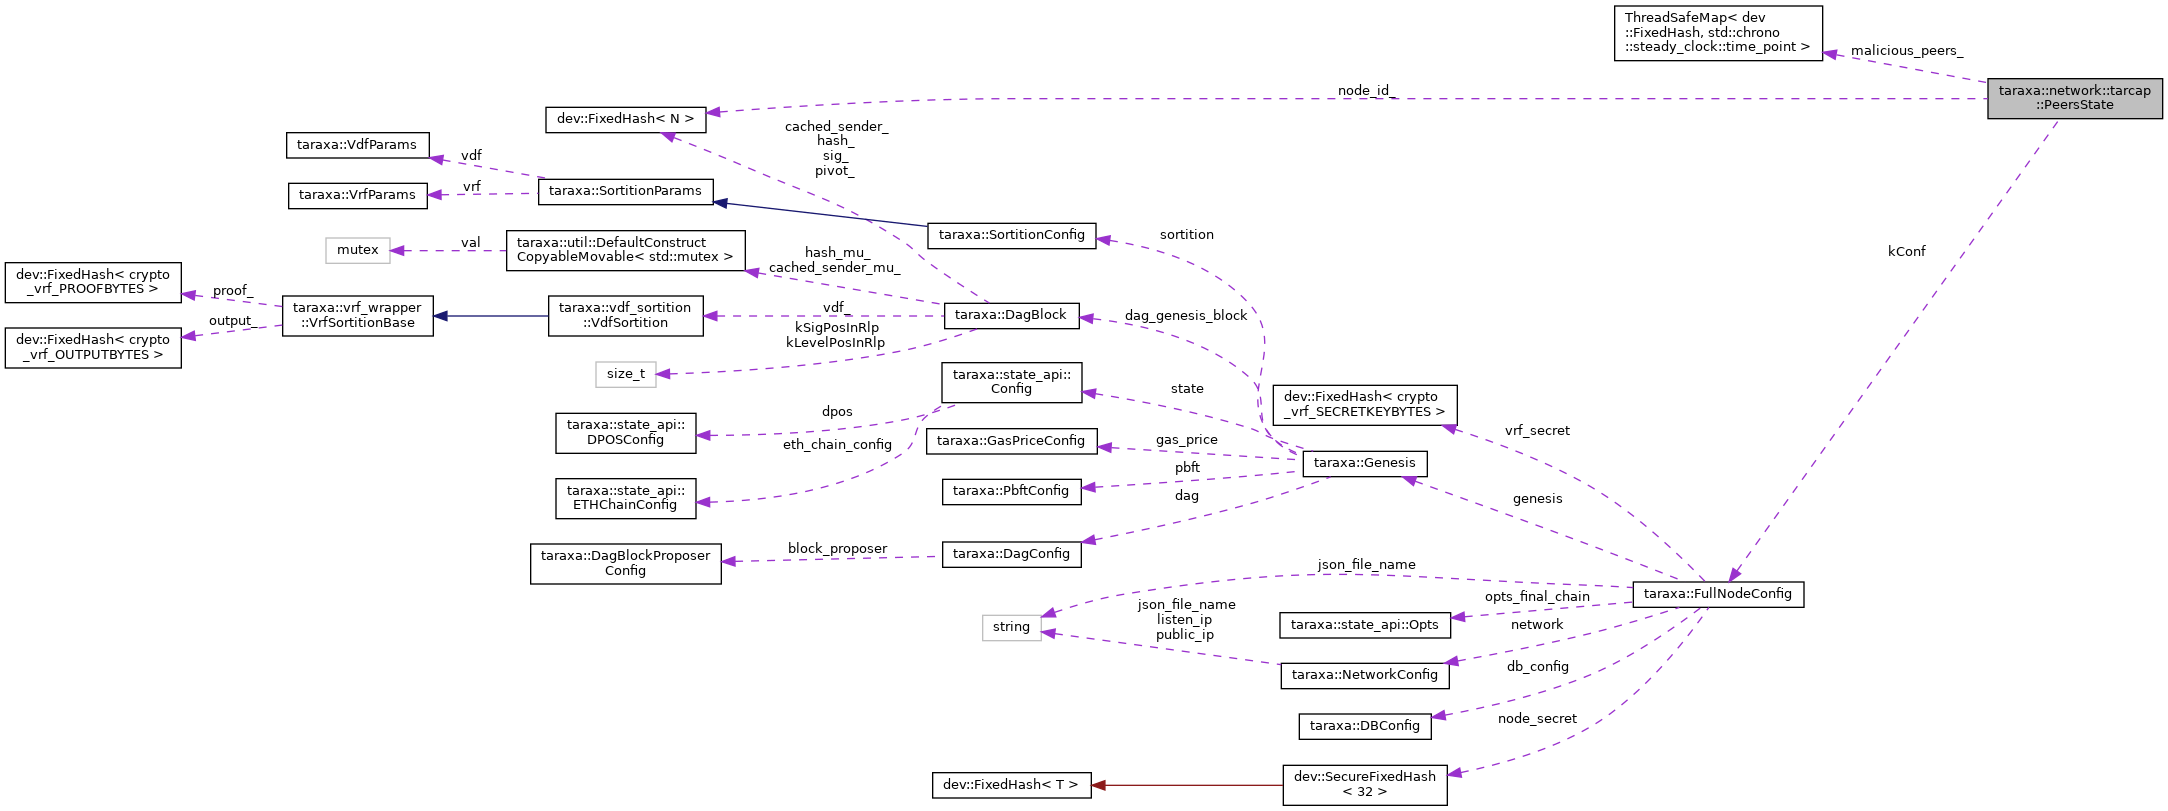 ThreadSafeMap< dev
::FixedHash, std::chrono
::steady_clock::time_point >
malicious_peers_
taraxa::network::tarcap
::PeersState
node_id_
dev::FixedHash< N >
cached_sender_
hash_
sig_
pivot_
taraxa::VdfParams
vdf
taraxa::VrfParams
vrf
taraxa::SortitionParams
taraxa::SortitionConfig
sortition
kConf
mutex
val
taraxa::util::DefaultConstruct
CopyableMovable< std::mutex >
hash_mu_
cached_sender_mu_
dev::FixedHash< crypto
_vrf_PROOFBYTES >
proof_
output_
dev::FixedHash< crypto
_vrf_OUTPUTBYTES >
taraxa::vrf_wrapper
::VrfSortitionBase
taraxa::vdf_sortition
::VdfSortition
vdf_
taraxa::DagBlock
dag_genesis_block
kSigPosInRlp
kLevelPosInRlp
size_t
taraxa::state_api::
Config
state
dev::FixedHash< crypto
_vrf_SECRETKEYBYTES >
vrf_secret
taraxa::state_api::
DPOSConfig
dpos
eth_chain_config
taraxa::GasPriceConfig
gas_price
taraxa::Genesis
pbft
taraxa::state_api::
ETHChainConfig
taraxa::PbftConfig
dag
genesis
taraxa::DagBlockProposer
Config
block_proposer
taraxa::DagConfig
json_file_name
taraxa::FullNodeConfig
opts_final_chain
string
json_file_name
listen_ip
public_ip
taraxa::state_api::Opts
network
taraxa::NetworkConfig
db_config
taraxa::DBConfig
node_secret
dev::FixedHash< T >
dev::SecureFixedHash
< 32 >